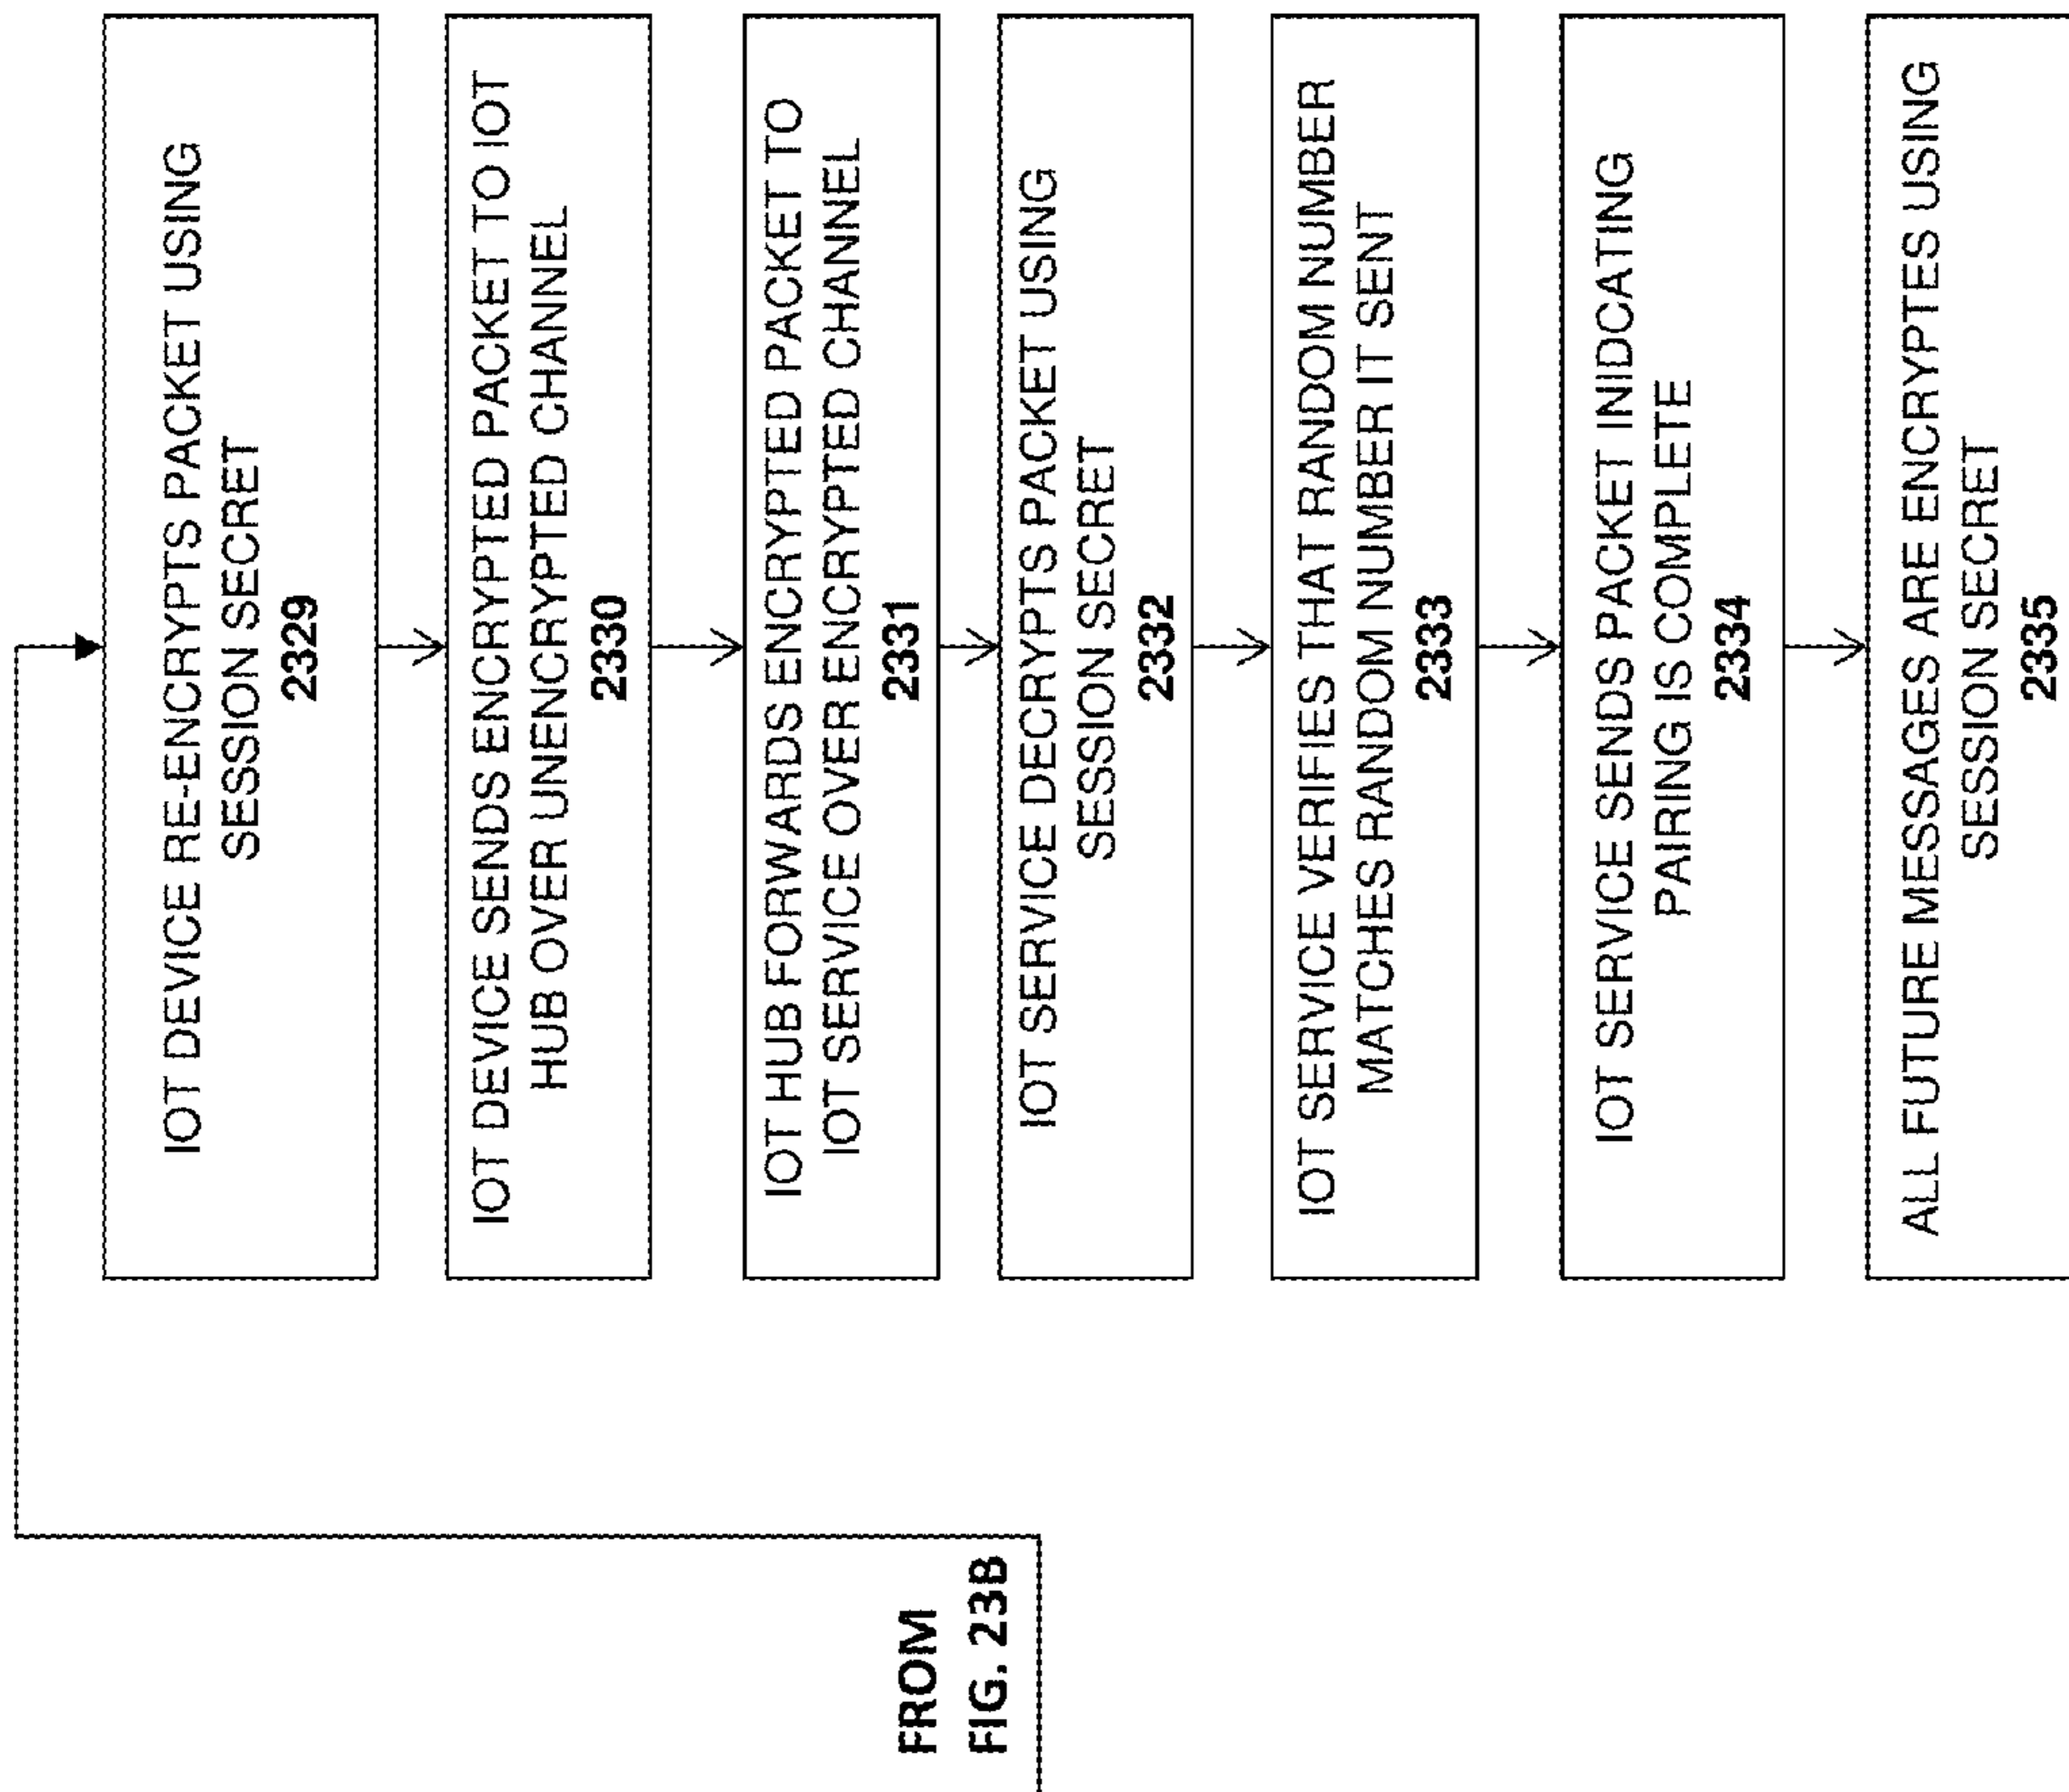 FROM
FIG. 23B
IOT DEVICE RE-ENCRYPTS PACKET USING
SESSION SECRET
2329
IOT DEVICE SENDS ENCRYPTED PACKET TO IOT
HUB OVER UNENCRYPTED CHANNEL
2330
IOT HUB FORWARDS ENCRYPTED PACKET TO
IOT SERVICE OVER ENCRYPTED CHANNEL
2331
IOT SERVICE DECRYPTS PACKET USING
SESSION SECRET
2332
IOT SERVICE VERIFIES THAT RANDOM NUMBER
MATCHES RANDOM NUMBER IT SENT
2333
IOT SERVICE SENDS PACKET INIDCATING
PAIRING IS COMPLETE
2334
ALL FUTURE MESSAGES ARE ENCRYPTES USING
SESSION SECRET
2335